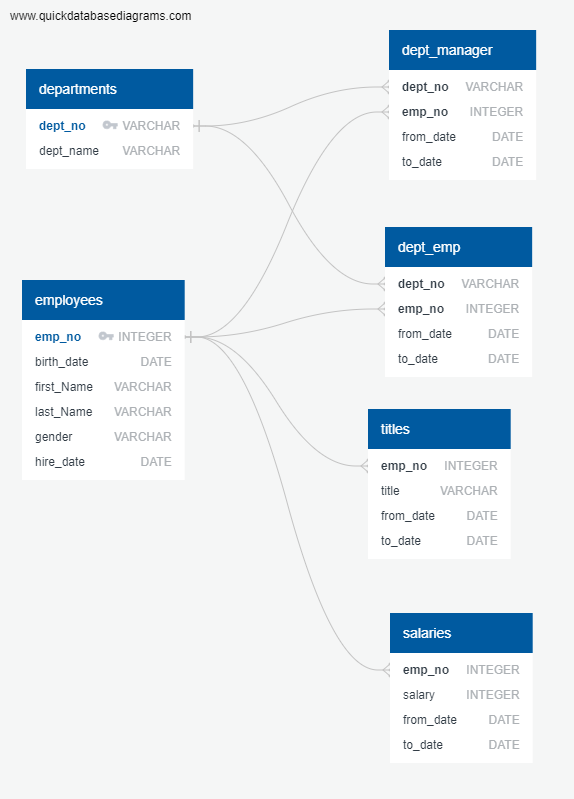 www.quickdatabasediagrams.com
departments
dept_no VARCHAR
dept_name VARCHAR
employees
emp_no INTEGER
birth_date DATE
first_Name VARCHAR
last_Name VARCHAR
gender VARCHAR
hire_date DATE
dept_manager
dept_no VARCHAR
emp_no INTEGER
from_date DATE
to_date DATE
dept_emp
dept_no VARCHAR
emp_no INTEGER
from_date DATE
to_date DATE
titles
emp_no INTEGER
title VARCHAR
from_date DATE
to_date DATE
salaries
emp_no INTEGER
salary INTEGER
from_date DATE
to_date DATE